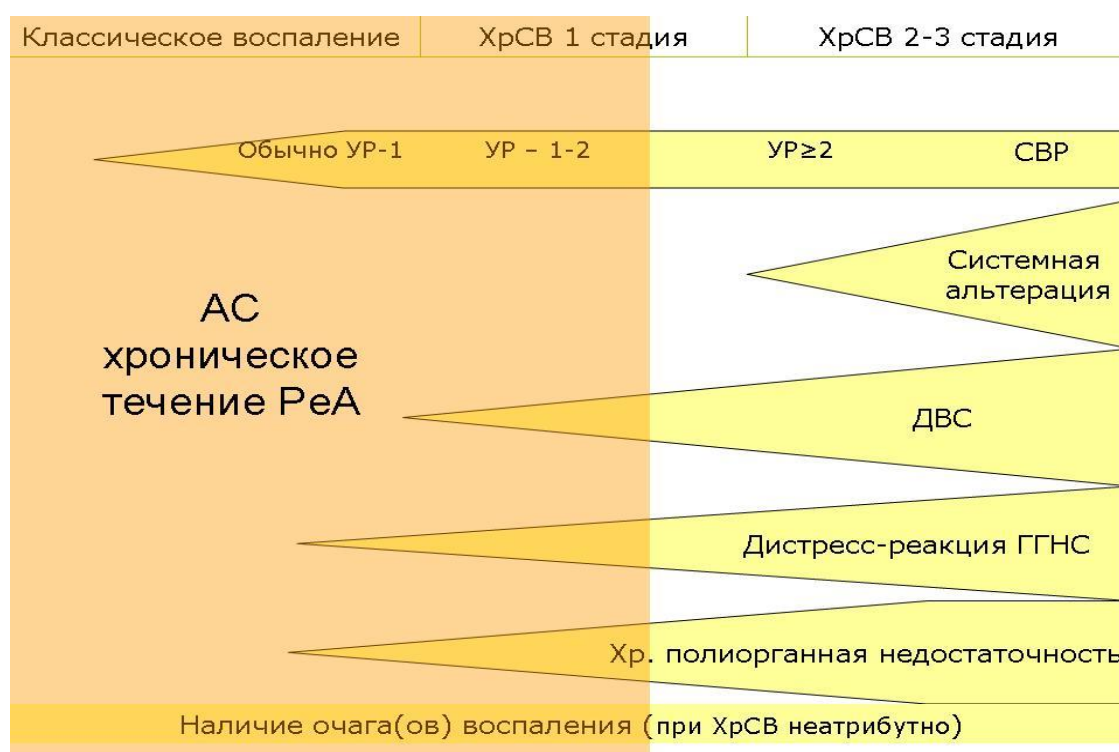 Классическое воспаление
ХрСВ 1 стадия
ХрСВ 2-3 стадия
Обычно УР-1
УР – 1-2
УР≥2
СВР
Системная
альтерация
АС
хроническое
течение РеА
ДВС
Дистресс-реакция ГГНС
Хр. полиорганная недостаточность
Наличие очага(ов) воспаления (при ХрСВ неатрибутно)